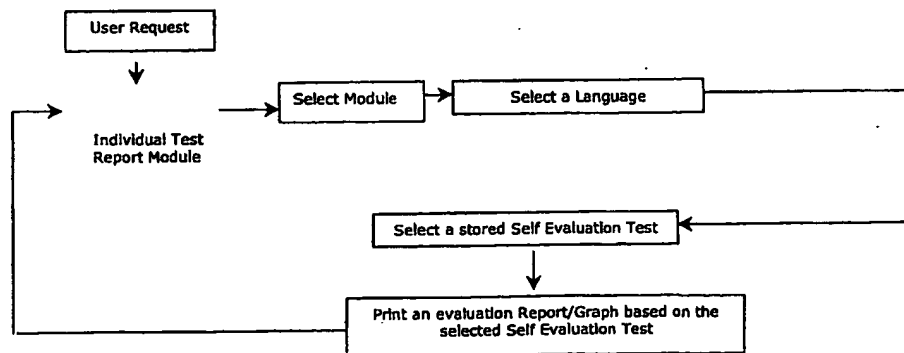 User Request
Select Module
Select a Language
Individual Test
Report Module
Select a stored Self Evaluation Test
Print an evaluation Report/Graph based on the
selected Self Evaluation Test